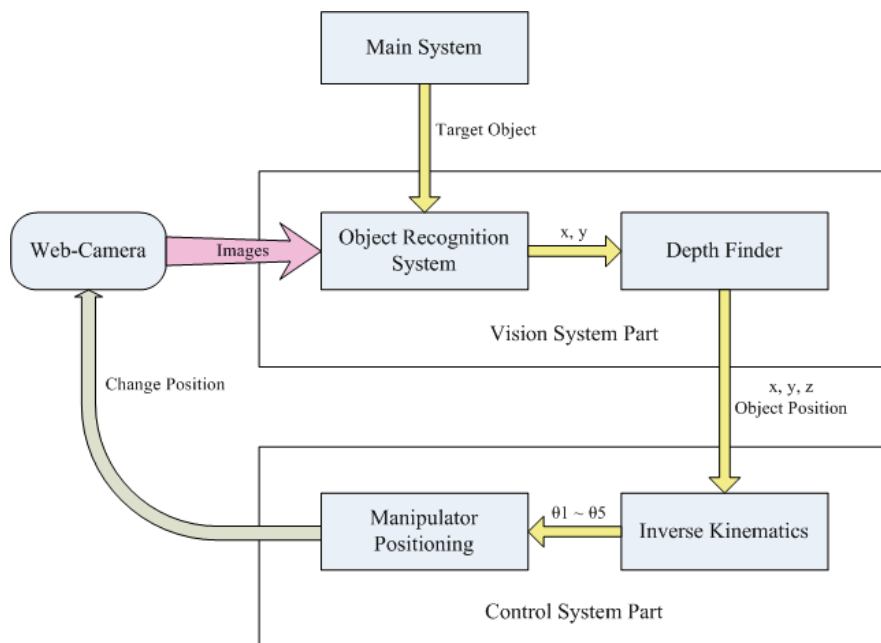 Main System
Target Object
Web-Camera
Images
Object Recognition
System
x, y
Depth Finder
Vision System Part
Change Position
x, y, z
Object Position
Manipulator
Positioning
θ1 ~ θ5
Inverse Kinematics
Control System Part